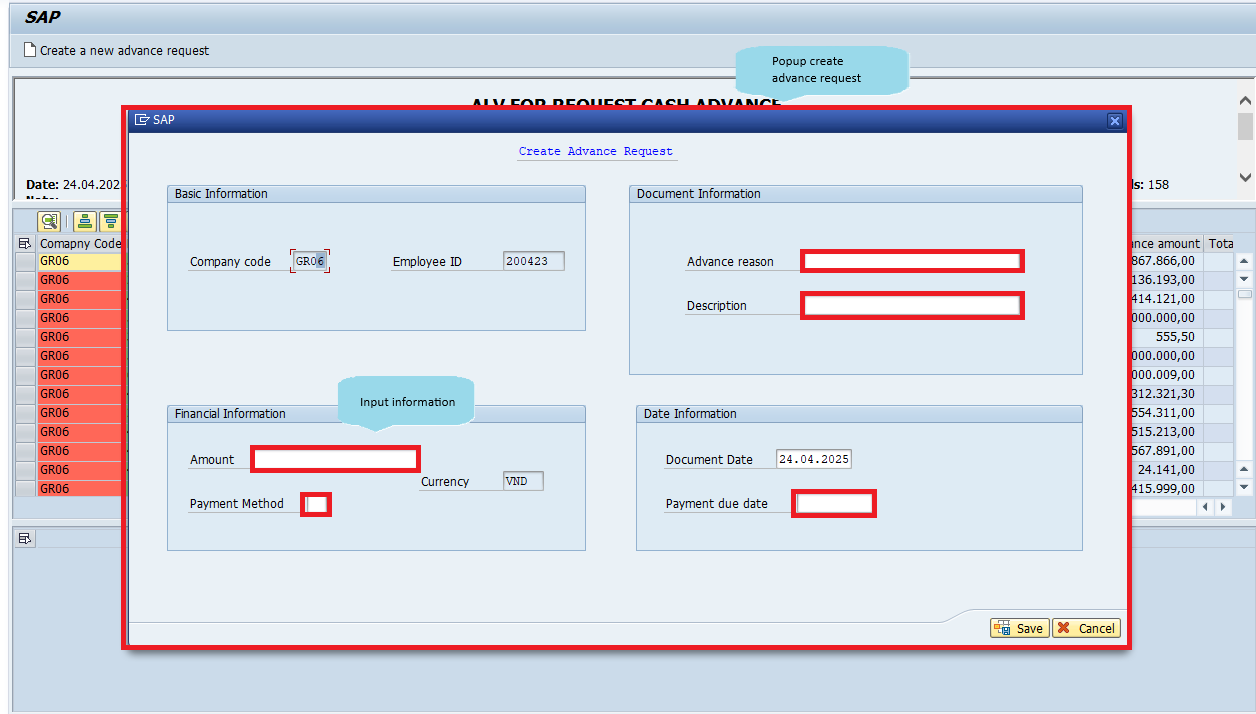 SAP
Create a new advance request
Popup create
advance request
ALV FOR REQUEST CASH ADVANCE
SAP
Create Advance Request
Date: 24.04.202
ds: 158
Note:
Basic Information
Document Information
Comapny Code
ance amount Tota
Company code GR06 Employee ID 200423
Advance reason
Description
GR06 867.866,00
GR06 136.193,00
GR06 414.121,00
GR06 000.000,00
GR06 555,50
GR06 000.000,00
GR06 000.009,00
GR06 312.321,30
GR06 554.311,00
GR06 515.213,00
GR06 567.891,00
GR06 24.141,00
GR06 415.999,00
Input information
Financial Information
Date Information
Amount
Currency VND
Payment Method
Document Date 24.04.2025
Payment due date
Save Cancel